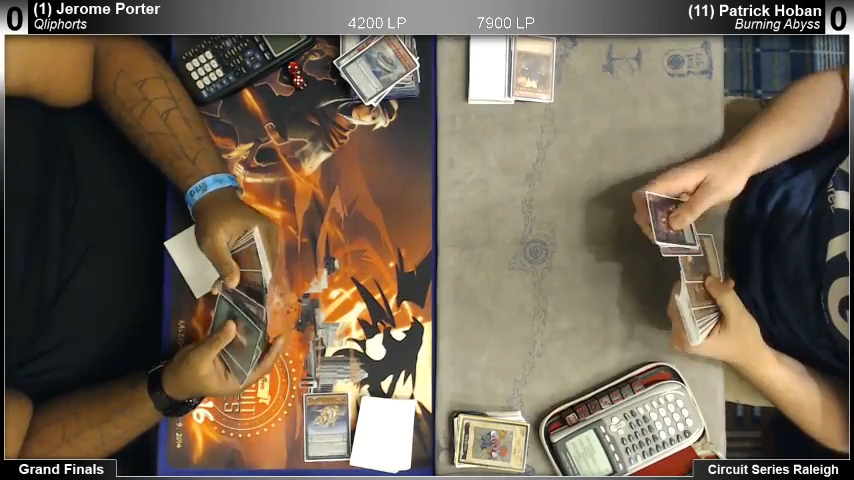 0
(1) Jerome Porter
Qliphorts
4200 LP
7900 LP
(11) Patrick Hoban
Burning Abyss
0
Grand Finals
Circuit Series Raleigh